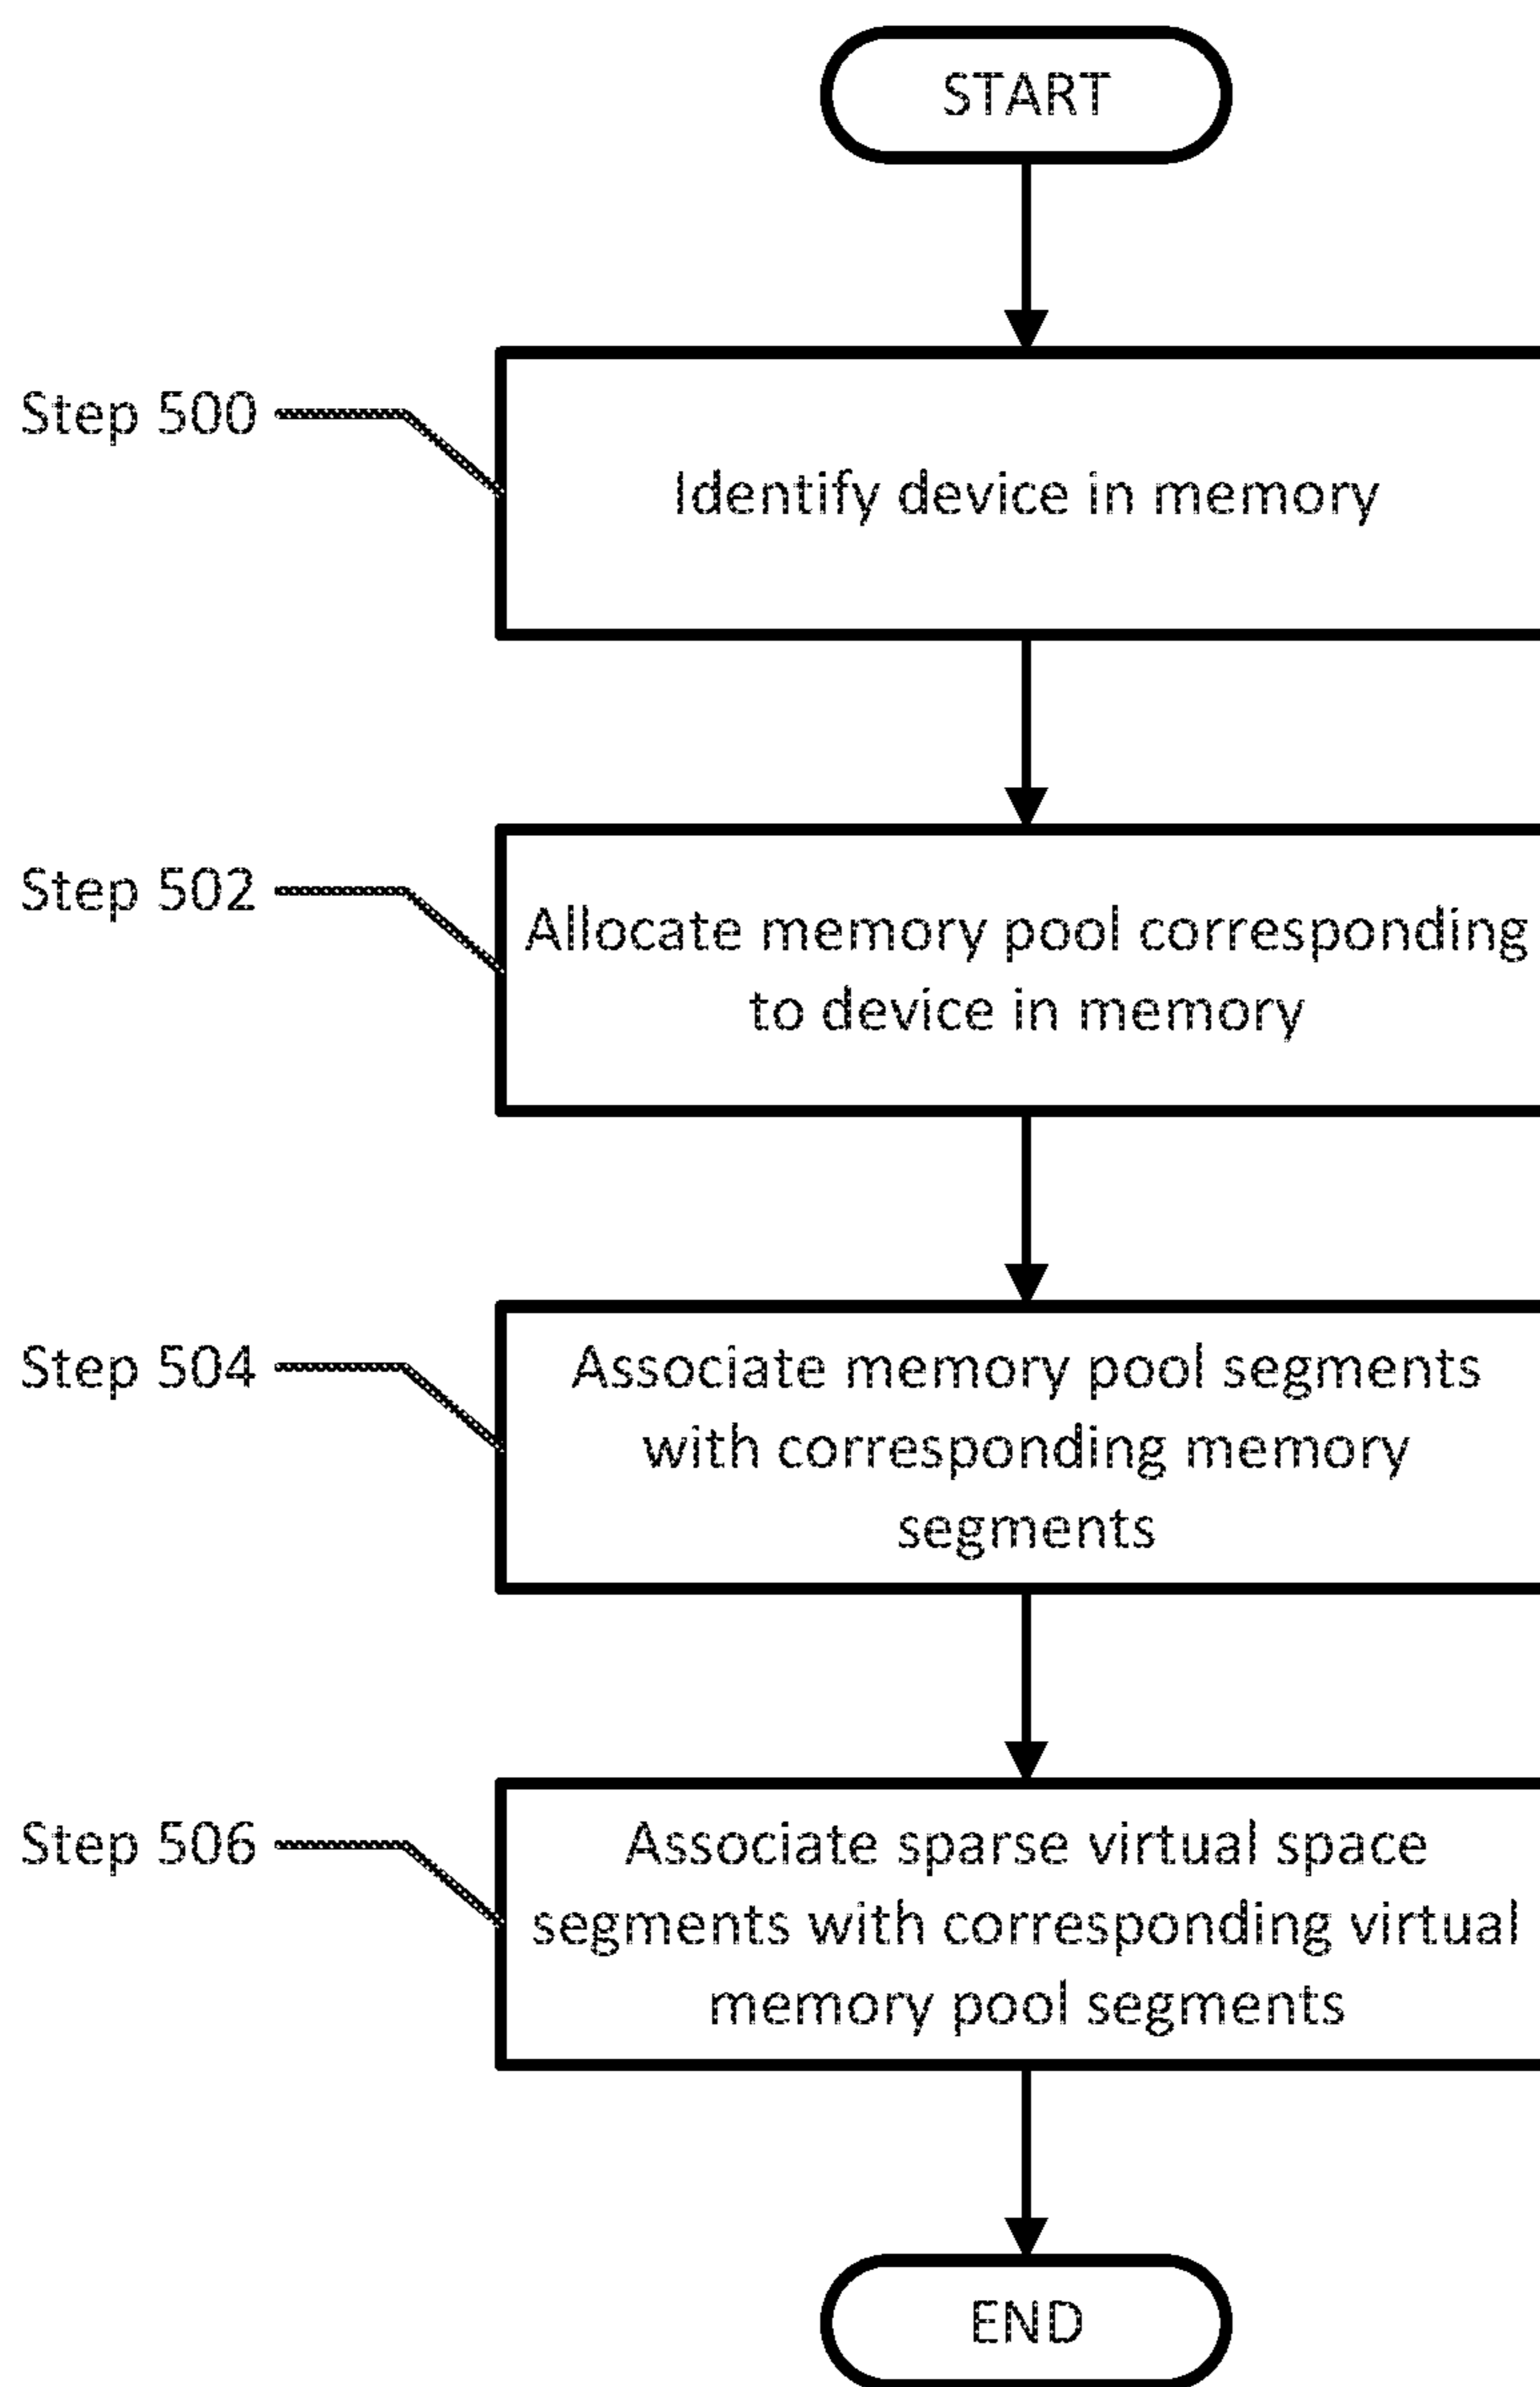 START
Step 500
Identify device in memory
Step 502
Allocate memory pool corresponding
to device in memory
Step 504
Associate memory pool segments
with corresponding memory
segments
Step 506
Associate sparse virtual space
segments with corresponding virtual
memory pool segments
END